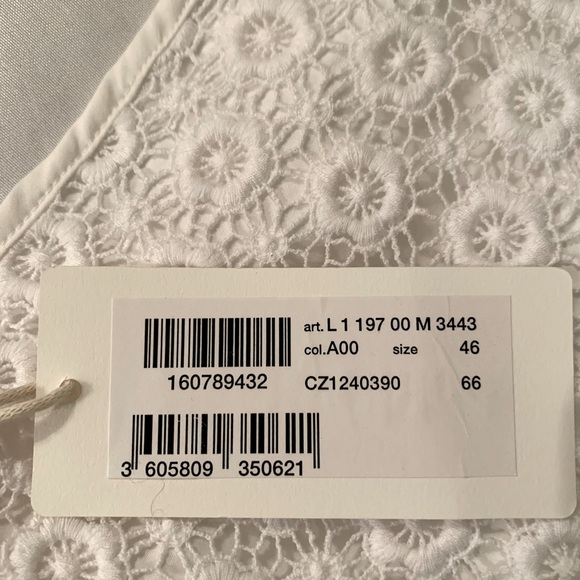 art. L 1 197 00 M 3443
col. A00 size 46
160789432 CZ1240390 66
3 605809 350621